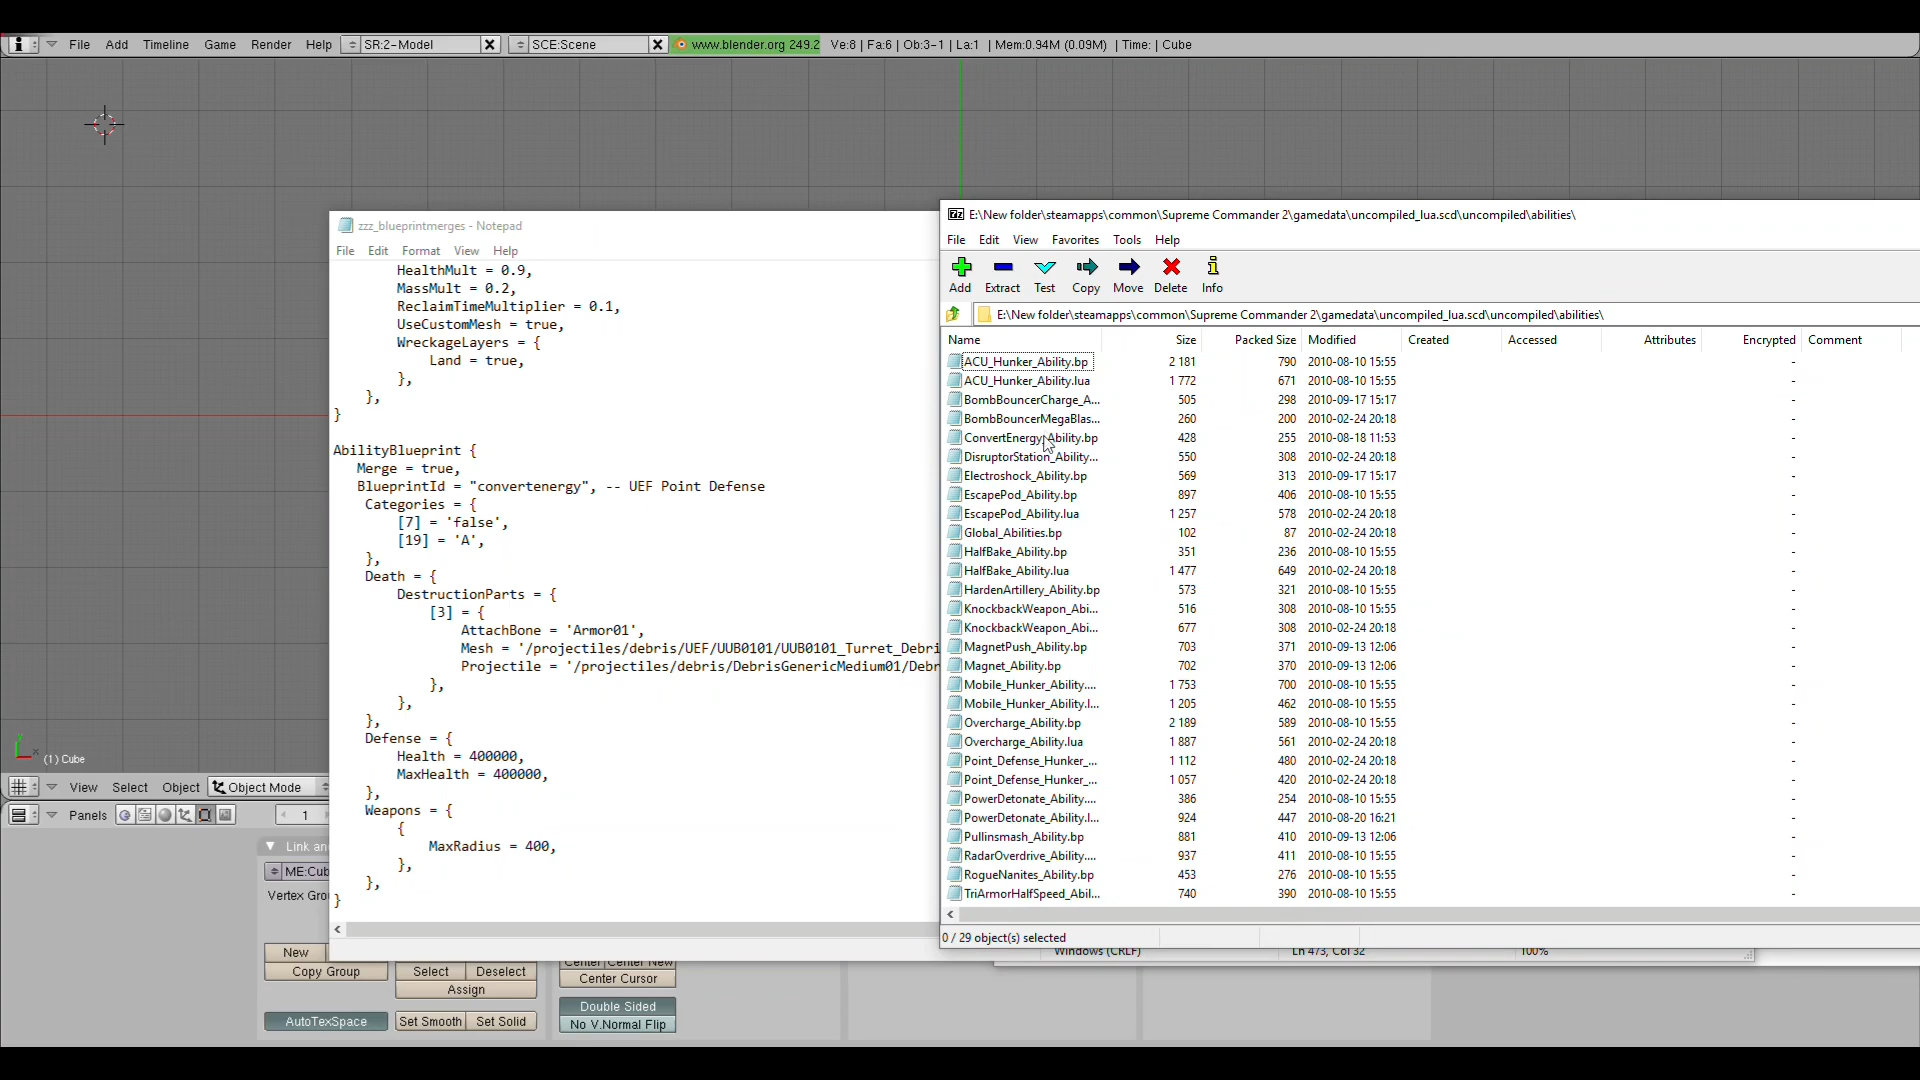 File Add Timeline Game Render Help SR:2-Model SCE:Scene www.blender.org 249.2 Ve:8 | Fa:6 | Ob:3-1 | La:1 | Mem:0.94M (0.09M) | Time: | Cube
zzz_blueprintmerges - Notepad
File Edit Format View Help
HealthMult = 0.9,
MassMult = 0.2,
ReclaimTimeMultiplier = 0.1,
UseCustomMesh = true,
WreckageLayers = {
Land = true,
},
},
}
AbilityBlueprint {
Merge = true,
BlueprintId = "convertenergy", -- UEF Point Defense
Categories = {
[7] = 'false',
[19] = 'A',
},
Death = {
DestructionParts = {
[3] = {
AttachBone = 'Armor01',
Mesh = '/projectiles/debris/UEF/UUB0101/UUB0101_Turret_Debri
Projectile = '/projectiles/debris/DebrisGenericMedium01/Debr
},
},
},
Defense = {
Health = 400000,
MaxHealth = 400000,
},
Weapons = {
{
MaxRadius = 400,
},
},
}
E:\New folder\steamapps\common\Supreme Commander 2\gamedata\uncompiled_lua.scd\uncompiled\abilities\
File Edit View Favorites Tools Help
Add Extract Test Copy Move Delete Info
E:\New folder\steamapps\common\Supreme Commander 2\gamedata\uncompiled_lua.scd\uncompiled\abilities\
Name Size Packed Size Modified Created Accessed Attributes Encrypted Comment
ACU_Hunker_Ability.bp 2 181 790 2010-08-10 15:55 -
ACU_Hunker_Ability.lua 1 772 671 2010-08-10 15:55 -
BombBouncerCharge_A... 505 298 2010-09-17 15:17 -
BombBouncerMegaBlas... 260 200 2010-02-24 20:18 -
ConvertEnergy_Ability.bp 428 255 2010-08-18 11:53 -
DisruptorStation_Ability... 550 308 2010-02-24 20:18 -
Electroshock_Ability.bp 569 313 2010-09-17 15:17 -
EscapePod_Ability.bp 897 406 2010-08-10 15:55 -
EscapePod_Ability.lua 1 257 578 2010-02-24 20:18 -
Global_Abilities.bp 102 87 2010-02-24 20:18 -
HalfBake_Ability.bp 351 236 2010-08-10 15:55 -
HalfBake_Ability.lua 1 477 649 2010-02-24 20:18 -
HardenArtillery_Ability.bp 573 321 2010-08-10 15:55 -
KnockbackWeapon_Abi... 516 308 2010-08-10 15:55 -
KnockbackWeapon_Abi... 677 308 2010-02-24 20:18 -
MagnetPush_Ability.bp 703 371 2010-09-13 12:06 -
Magnet_Ability.bp 702 370 2010-09-13 12:06 -
Mobile_Hunker_Ability.... 1 753 700 2010-08-10 15:55 -
Mobile_Hunker_Ability.l... 1 205 462 2010-08-10 15:55 -
Overcharge_Ability.bp 2 189 589 2010-08-10 15:55 -
Overcharge_Ability.lua 1 887 561 2010-02-24 20:18 -
Point_Defense_Hunker_... 1 112 480 2010-02-24 20:18 -
Point_Defense_Hunker_... 1 057 420 2010-02-24 20:18 -
PowerDetonate_Ability.... 386 254 2010-08-10 15:55 -
PowerDetonate_Ability.l... 924 447 2010-08-20 16:21 -
Pullinsmash_Ability.bp 881 410 2010-09-13 12:06 -
RadarOverdrive_Ability.... 937 411 2010-08-10 15:55 -
RogueNanites_Ability.bp 453 276 2010-08-10 15:55 -
TriArmorHalfSpeed_Abil... 740 390 2010-08-10 15:55 -
0 / 29 object(s) selected
Windows (CRLF) Ln 473, Col 32 100%
(1) Cube
View Select Object Object Mode
Panels 1
Link an
ME:Cub
Vertex Gro
New
Copy Group Select Deselect
Assign
AutoTexSpace Set Smooth Set Solid
Center Center New
Center Cursor
Double Sided
No V.Normal Flip